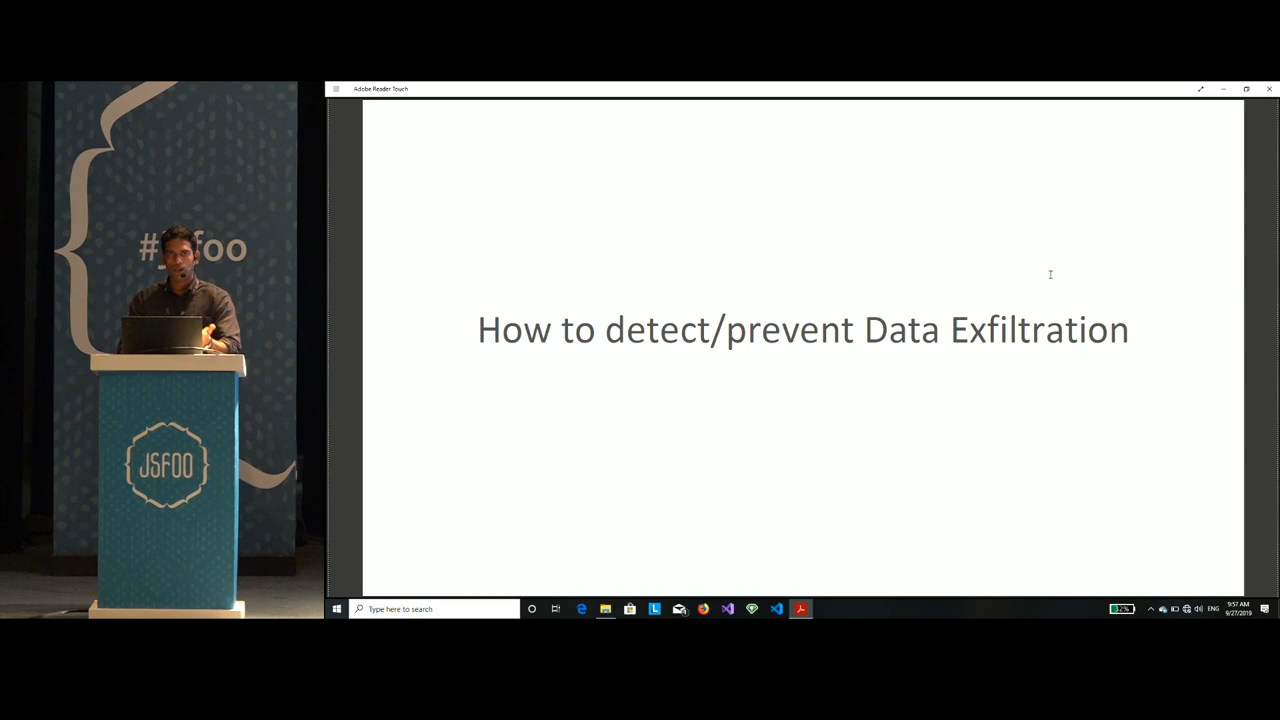 Adobe Reader Touch
#jsfoo
How to detect/prevent Data Exfiltration
JSFOO
Type here to search
ENG
9:57 AM
9/27/2019